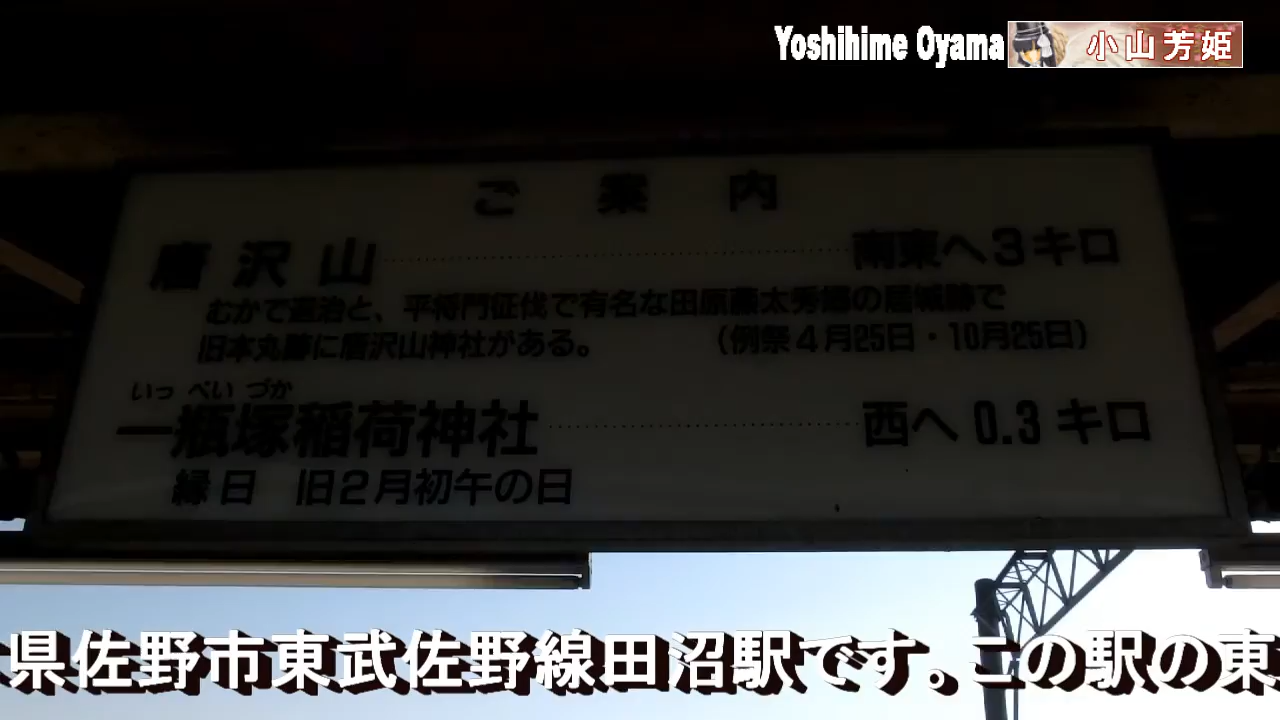 Yoshihime Oyama 小山芳姫
ご案内
唐沢山 南東へ3キロ
むかで退治と、平将門征伐で有名な田原藤太秀郷の居城跡で
旧本丸跡に唐沢山神社がある。 （例祭4月25日・10月25日）
いっぺいづか
一瓶塚稲荷神社 西へ0.3キロ
縁日 旧2月初午の日
県佐野市東武佐野線田沼駅です。この駅の東